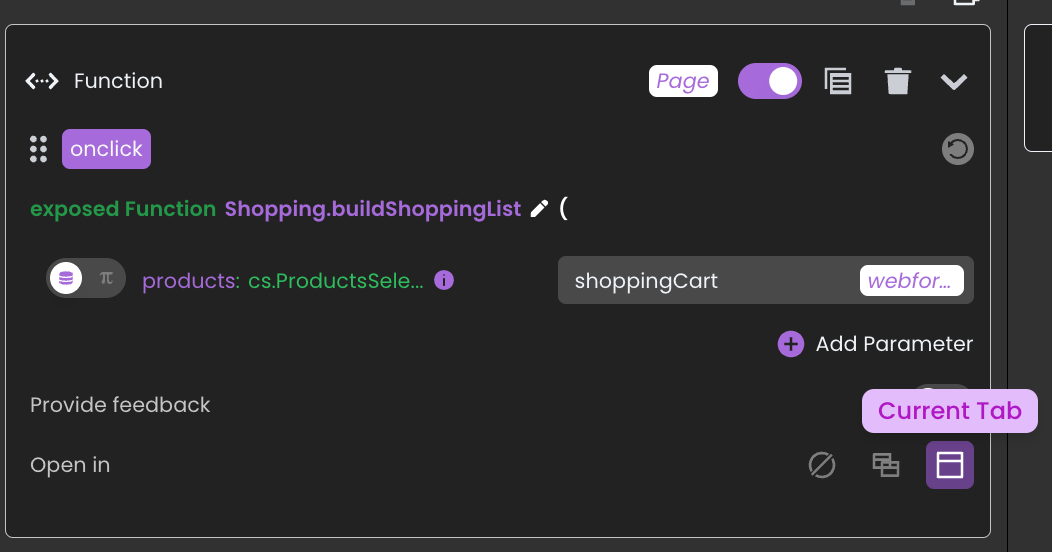 Function Page
onclick
exposed Function Shopping.buildShoppingList (
π products: cs.ProductsSele... i shoppingCart webfor...
Add Parameter
Provide feedback
Current Tab
Open in